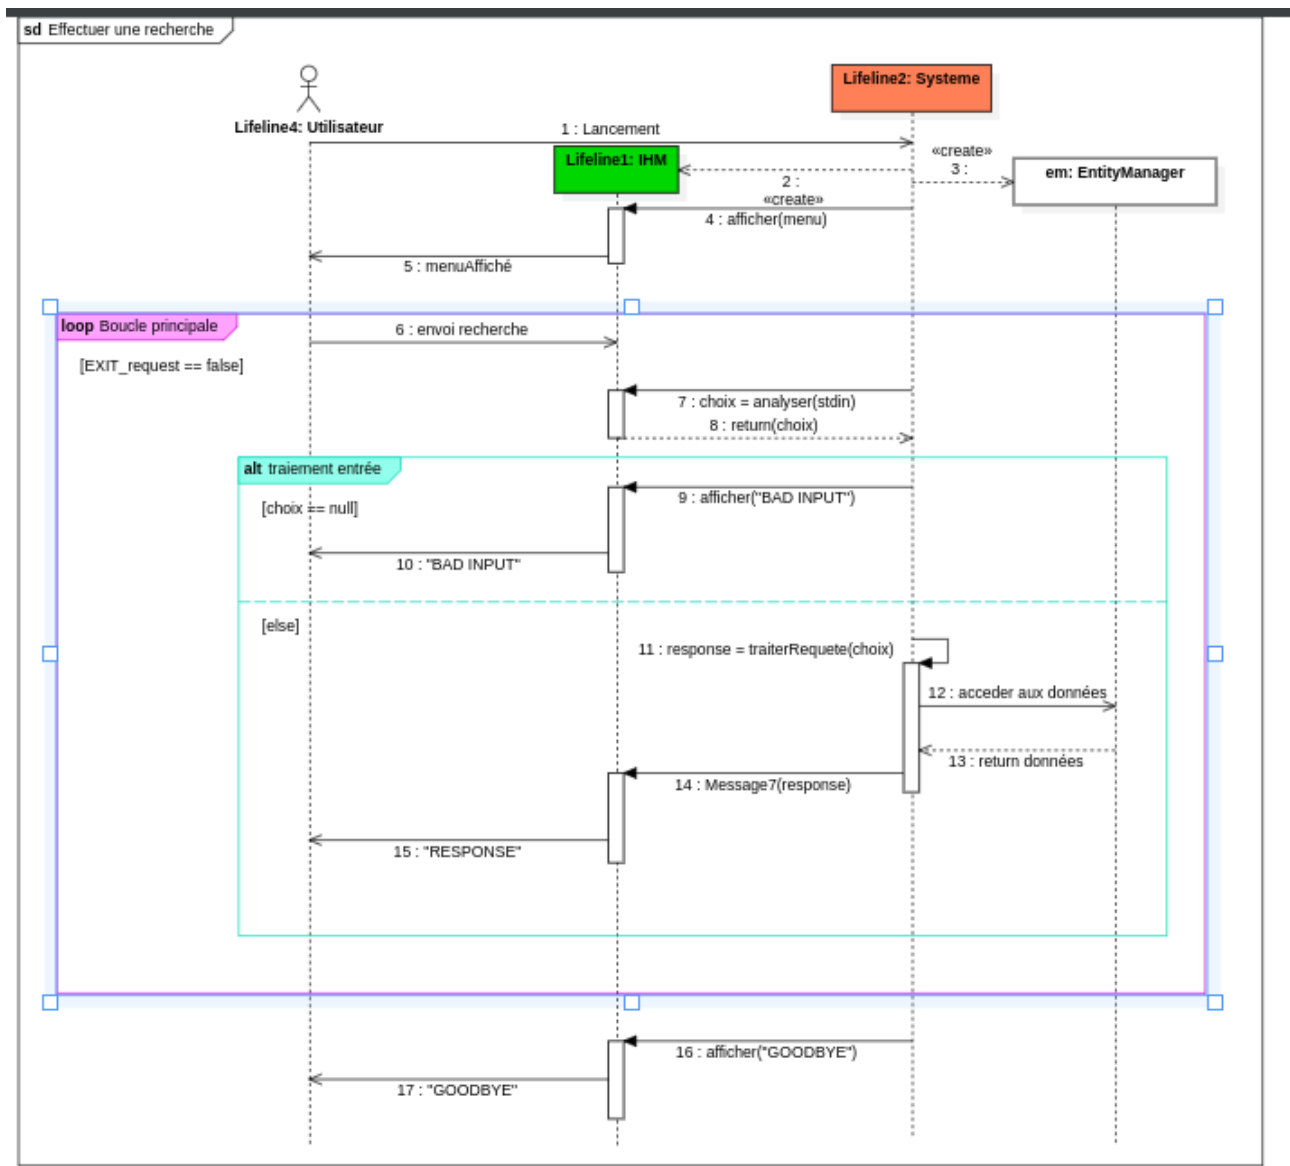 sd Effectuer une recherche
Lifeline2: Systeme
Lifeline4: Utilisateur
1 : Lancement
Lifeline1: IHM
«create»
3 :
em: EntityManager
2 :
«create»
4 : afficher(menu)
5 : menuAffiché
loop Boucle principale
6 : envoi recherche
[EXIT_request == false]
7 : choix = analyser(stdin)
8 : return(choix)
alt traiement entrée
9 : afficher("BAD INPUT")
[choix == null]
10 : "BAD INPUT"
[else]
11 : response = traiterRequete(choix)
12 : acceder aux données
13 : return données
14 : Message7(response)
15 : "RESPONSE"
16 : afficher("GOODBYE")
17 : "GOODBYE"